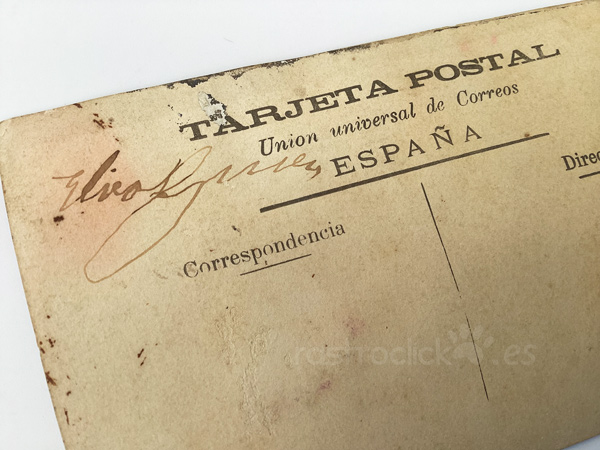 TARJETA POSTAL
Union universal de Correos
ESPAÑA
Direc
Correspondencia
rastroclick.es